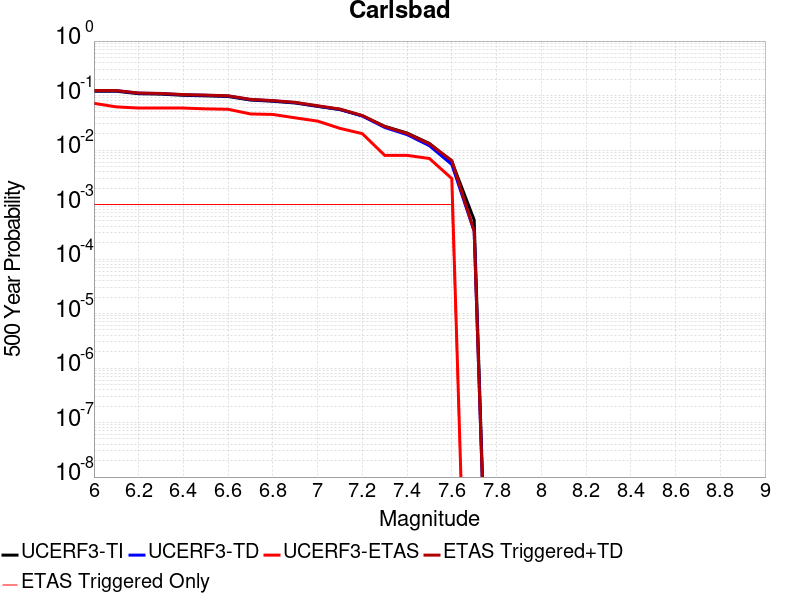 Carlsbad
10^0
10^-1
10^-2
10^-3
10^-4
10^-5
10^-6
10^-7
10^-8
500 Year Probability
6 6.2 6.4 6.6 6.8 7 7.2 7.4 7.6 7.8 8 8.2 8.4 8.6 8.8 9
Magnitude
UCERF3-TI UCERF3-TD UCERF3-ETAS ETAS Triggered+TD
ETAS Triggered Only